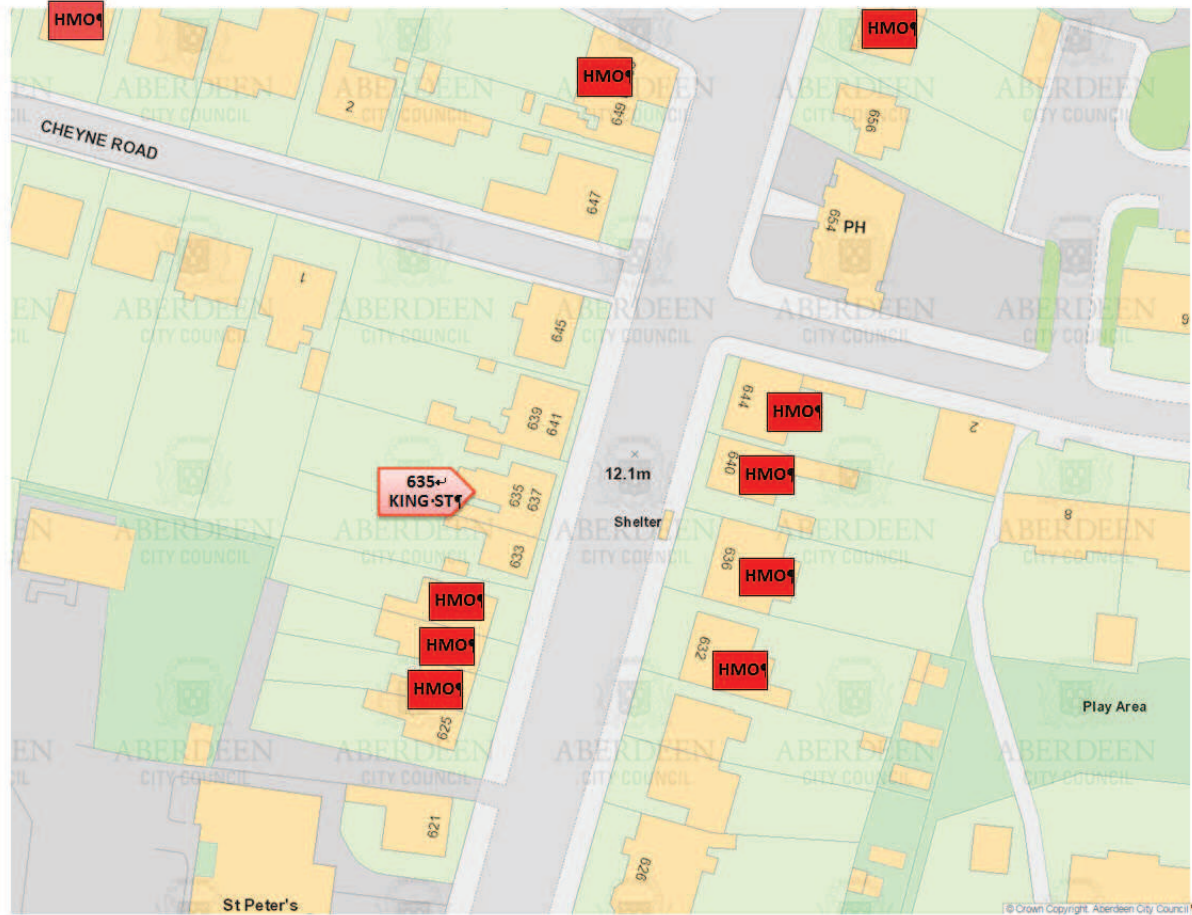 HMO¶
HMO¶
HMO¶
2
649
656
CHEYNE ROAD
647
654
PH
1
645
6
639
641
644
HMO¶
2
640
HMO¶
12.1m
635↵
KING·ST¶
635
637
Shelter
8
633
636
HMO¶
HMO¶
HMO¶
632
HMO¶
HMO¶
625
Play Area
621
626
St Peter's
© Crown Copyright. Aberdeen City Council
ABERDEEN
CITY COUNCIL